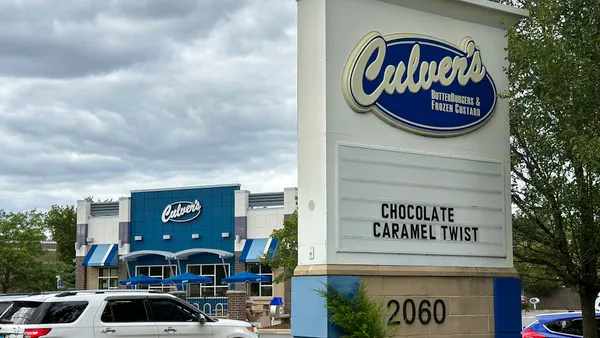 Culver's
ButterBurgers &
Frozen Custard
CHOCOLATE
CARAMEL TWIST
2060
Culver's